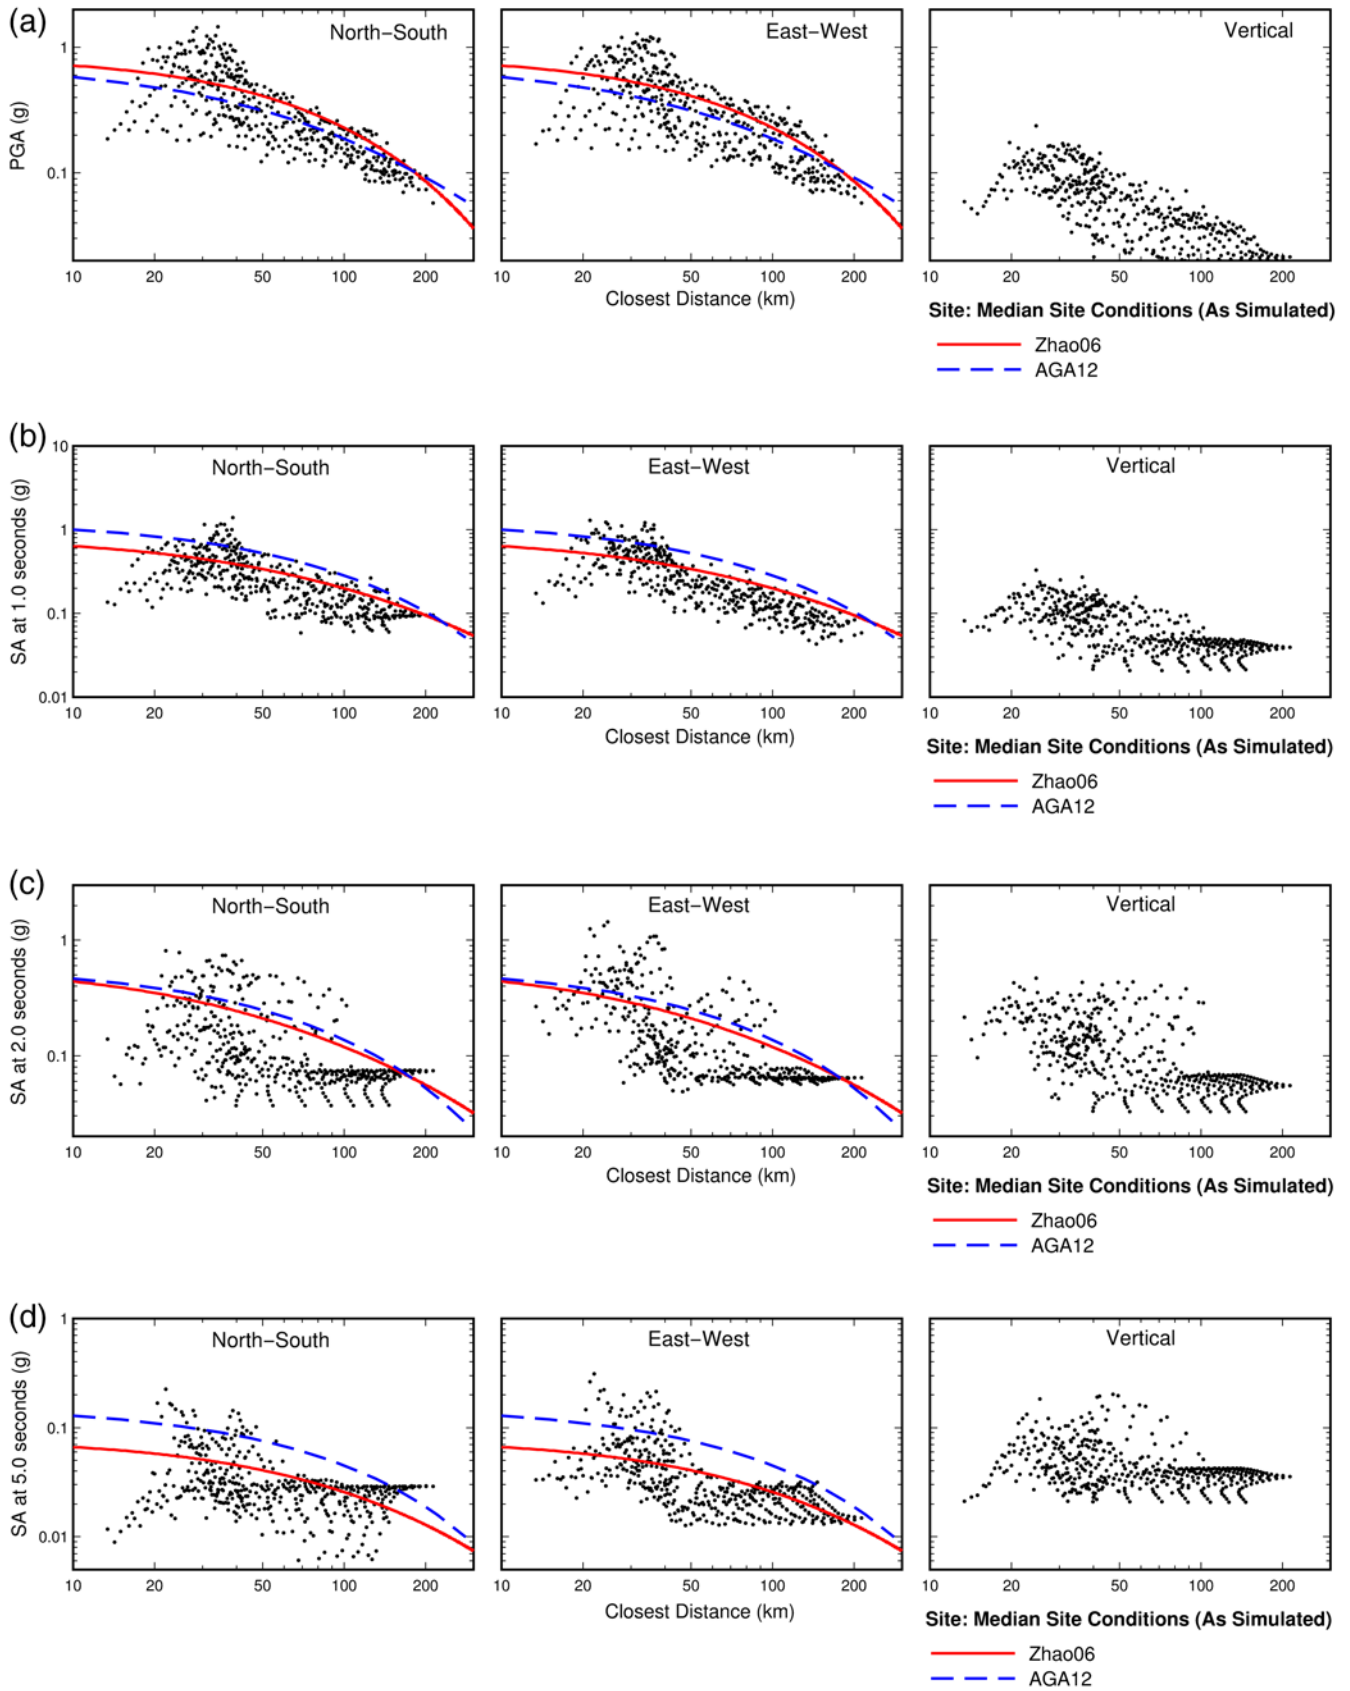 (a)
North−South
East−West
Vertical
PGA (g)
1
0.1
10 20 50 100 200
10 20 50 100 200
10 20 50 100 200
Closest Distance (km)
Site: Median Site Conditions (As Simulated)
Zhao06
AGA12
(b)
North−South
East−West
Vertical
SA at 1.0 seconds (g)
10
1
0.1
0.01
10 20 50 100 200
10 20 50 100 200
10 20 50 100 200
Closest Distance (km)
Site: Median Site Conditions (As Simulated)
Zhao06
AGA12
(c)
North−South
East−West
Vertical
SA at 2.0 seconds (g)
1
0.1
10 20 50 100 200
10 20 50 100 200
10 20 50 100 200
Closest Distance (km)
Site: Median Site Conditions (As Simulated)
Zhao06
AGA12
(d)
North−South
East−West
Vertical
SA at 5.0 seconds (g)
1
0.1
0.01
10 20 50 100 200
10 20 50 100 200
10 20 50 100 200
Closest Distance (km)
Site: Median Site Conditions (As Simulated)
Zhao06
AGA12